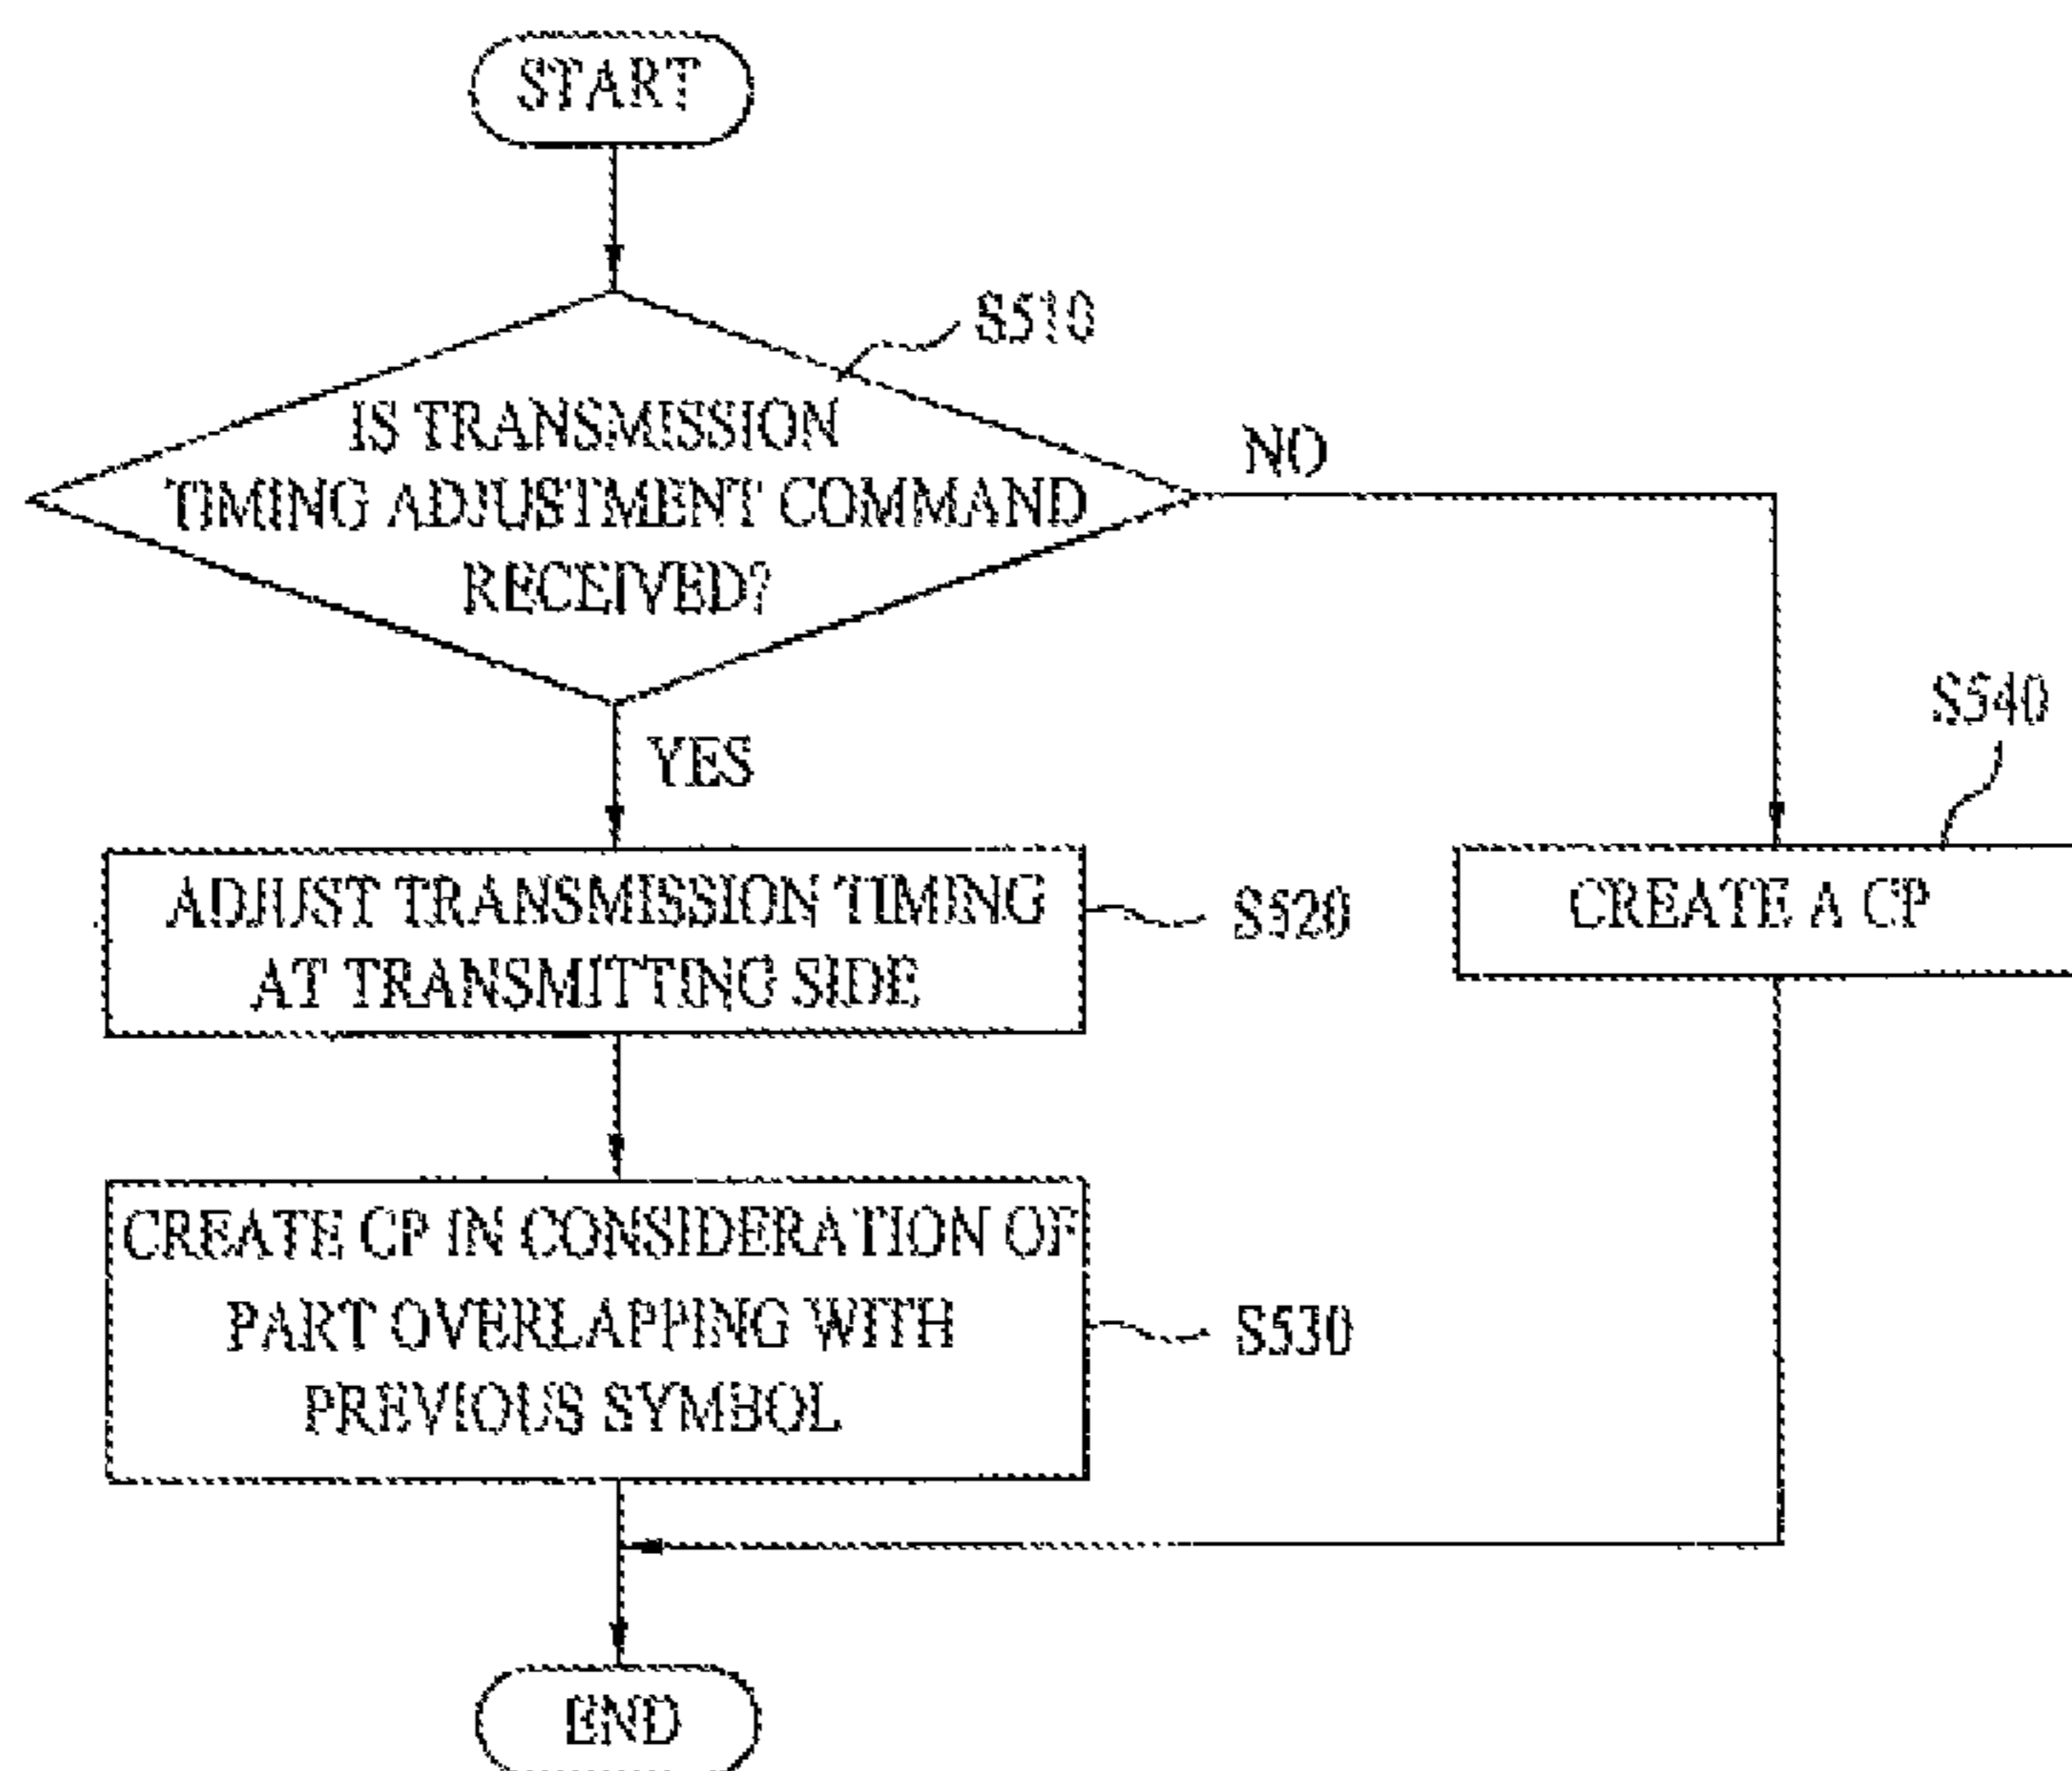 START
S510
IS TRANSMISSION
TIMING ADJUSTMENT COMMAND
RECEIVED?
NO
YES
S540
ADJUST TRANSMISSION TIMING
AT TRANSMITTING SIDE
S520
CREATE A CP
CREATE CP IN CONSIDERATION OF
PART OVERLAPPING WITH
PREVIOUS SYMBOL
S530
END